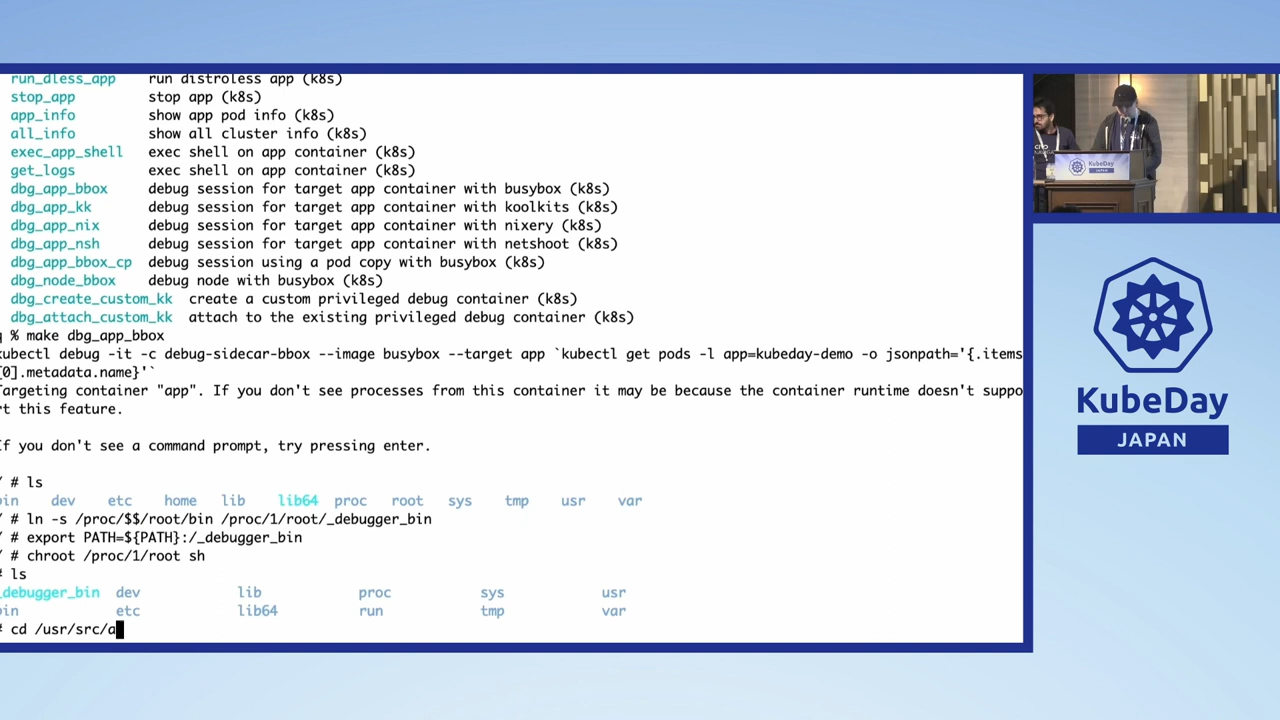 run_dless_app run distroless app (k8s)
stop_app stop app (k8s)
app_info show app pod info (k8s)
all_info show all cluster info (k8s)
exec_app_shell exec shell on app container (k8s)
get_logs exec shell on app container (k8s)
dbg_app_bbox debug session for target app container with busybox (k8s)
dbg_app_kk debug session for target app container with koolkits (k8s)
dbg_app_nix debug session for target app container with nixery (k8s)
dbg_app_nsh debug session for target app container with netshoot (k8s)
dbg_app_bbox_cp debug session using a pod copy with busybox (k8s)
dbg_node_bbox debug node with busybox (k8s)
dbg_create_custom_kk create a custom privileged debug container (k8s)
dbg_attach_custom_kk attach to the existing privileged debug container (k8s)
q % make dbg_app_bbox
kubectl debug -it -c debug-sidecar-bbox --image busybox --target app `kubectl get pods -l app=kubeday-demo -o jsonpath='{.items
[0].metadata.name}'`
Targeting container "app". If you don't see processes from this container it may be because the container runtime doesn't suppo
rt this feature.
If you don't see a command prompt, try pressing enter.
/ # ls
bin dev etc home lib lib64 proc root sys tmp usr var
/ # ln -s /proc/$$/root/bin /proc/1/root/_debugger_bin
/ # export PATH=${PATH}:/_debugger_bin
/ # chroot /proc/1/root sh
# ls
_debugger_bin dev lib proc sys usr
bin etc lib64 run tmp var
# cd /usr/src/a
KubeDay
JAPAN
KubeDay
JAPAN